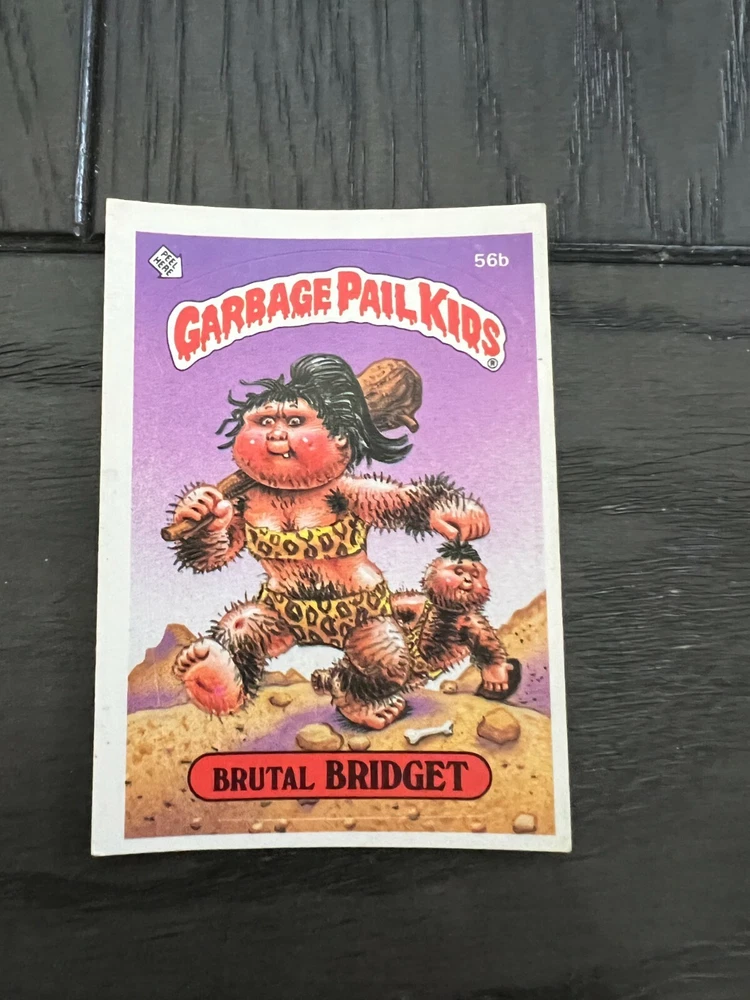 PEEL
HERE!
56b
GARBAGE PAIL KIDS
®
BRUTAL BRIDGET